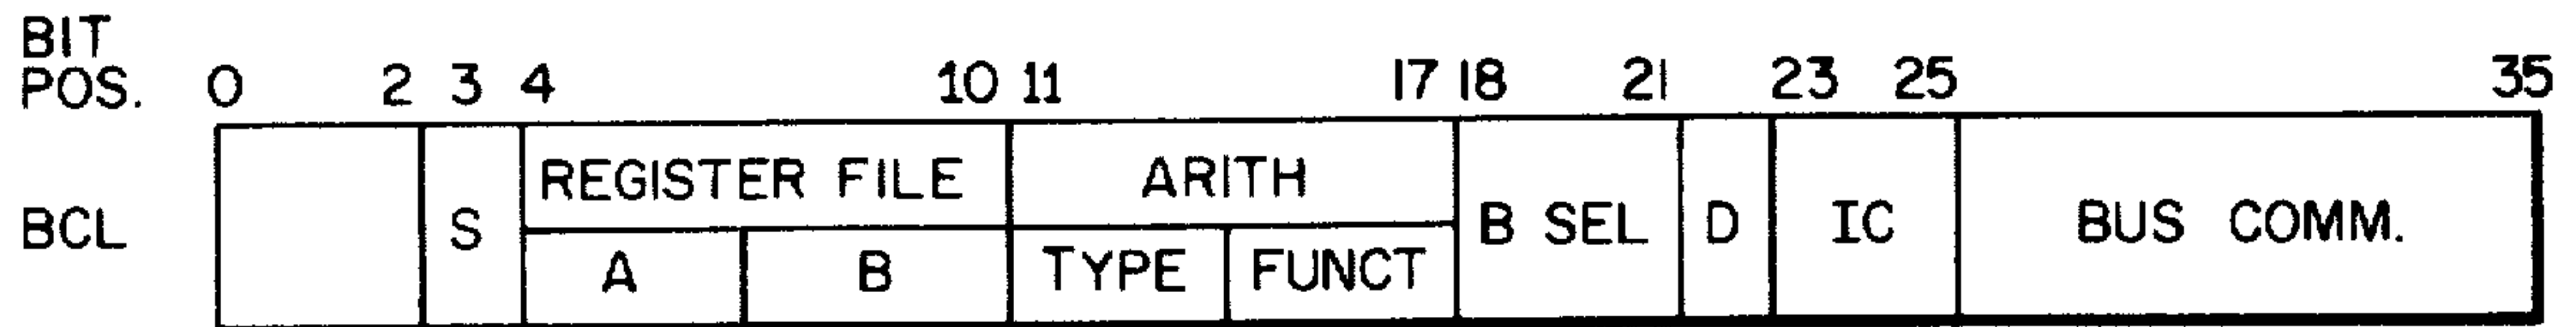 BIT
POS. 0 2 3 4 10 11 17 18 21 23 25 35
REGISTER FILE ARITH
BCL S B SEL D IC BUS COMM.
A B TYPE FUNCT